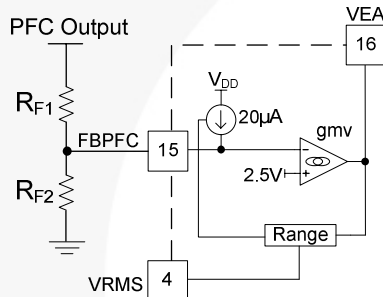 VEA
16
PFC Output
VDD
20µA
RF1
FBPFC
15
gmv
2.5V
RF2
Range
VRMS
4